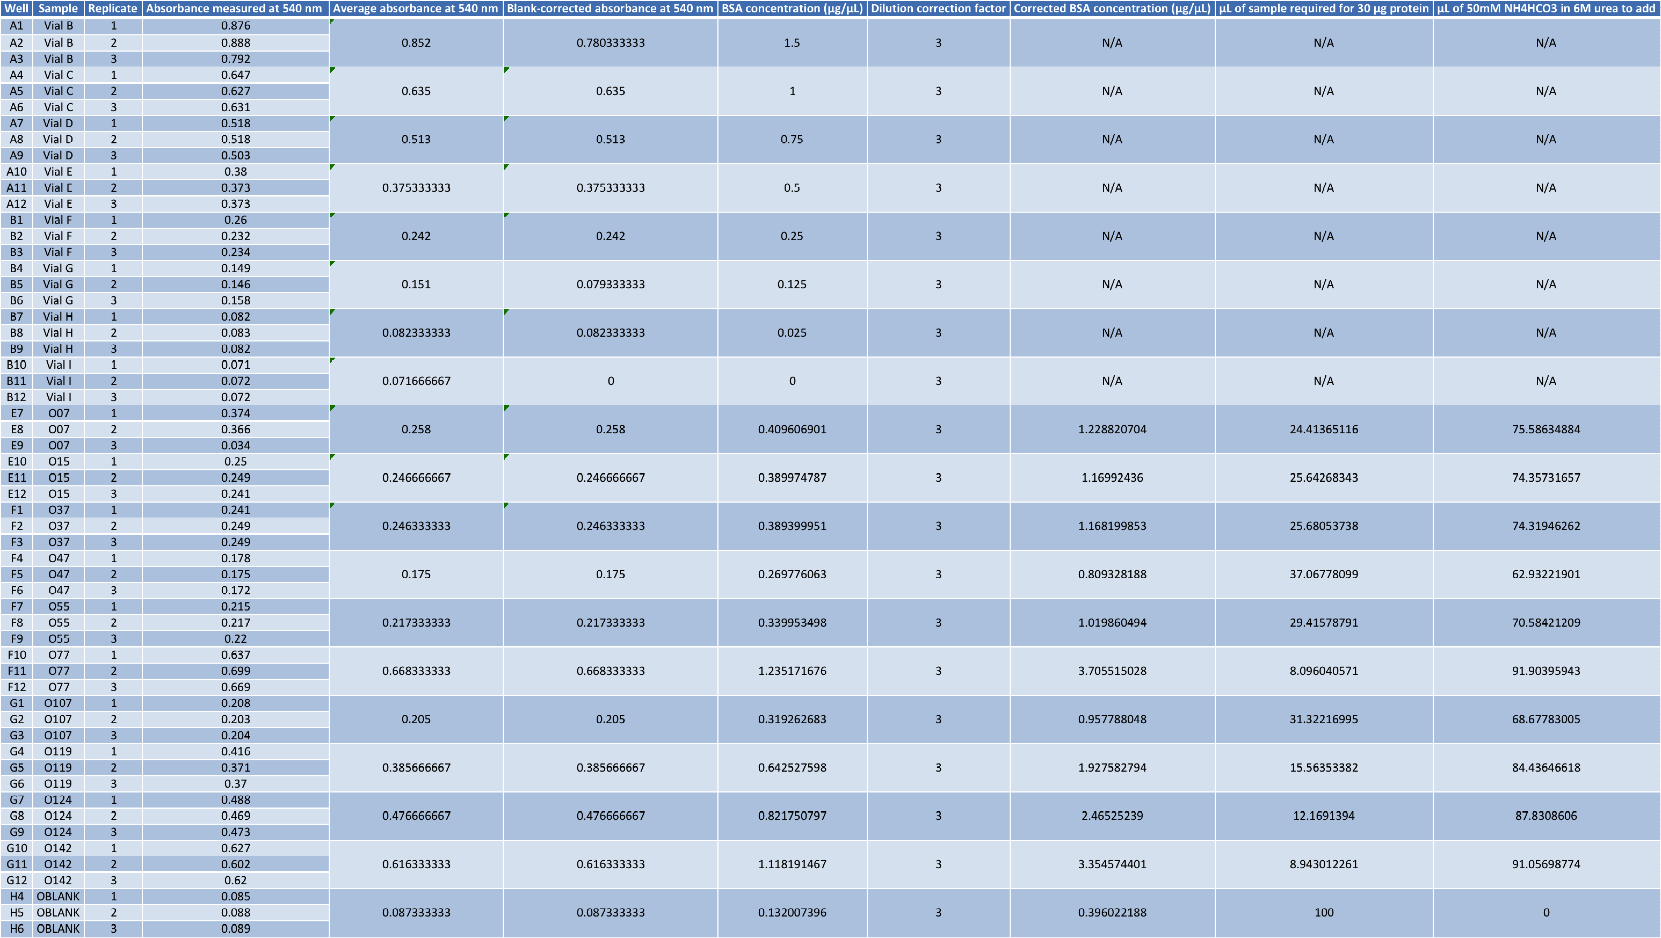 Well Sample Replicate Absorbance measured at 540 nm Average absorbance at 540 nm Blank-corrected absorbance at 540 nm BSA concentration (µg/µL) Dilution correction factor Corrected BSA concentration (µg/µL) µL of sample required for 30 µg protein µL of 50mM NH4HCO3 in 6M urea to add
A1 Vial B 1 0.876
A2 Vial B 2 0.888 0.852 0.780333333 1.5 3 N/A N/A N/A
A3 Vial B 3 0.792
A4 Vial C 1 0.647
A5 Vial C 2 0.627 0.635 0.635 1 3 N/A N/A N/A
A6 Vial C 3 0.631
A7 Vial D 1 0.518
A8 Vial D 2 0.518 0.513 0.513 0.75 3 N/A N/A N/A
A9 Vial D 3 0.503
A10 Vial E 1 0.38
A11 Vial E 2 0.373 0.375333333 0.375333333 0.5 3 N/A N/A N/A
A12 Vial E 3 0.373
B1 Vial F 1 0.26
B2 Vial F 2 0.232 0.242 0.242 0.25 3 N/A N/A N/A
B3 Vial F 3 0.234
B4 Vial G 1 0.149
B5 Vial G 2 0.146 0.151 0.079333333 0.125 3 N/A N/A N/A
B6 Vial G 3 0.158
B7 Vial H 1 0.082
B8 Vial H 2 0.083 0.082333333 0.082333333 0.025 3 N/A N/A N/A
B9 Vial H 3 0.082
B10 Vial I 1 0.071
B11 Vial I 2 0.072 0.071666667 0 0 3 N/A N/A N/A
B12 Vial I 3 0.072
E7 O07 1 0.374
E8 O07 2 0.366 0.258 0.258 0.409606901 3 1.228820704 24.41365116 75.58634884
E9 O07 3 0.034
E10 O15 1 0.25
E11 O15 2 0.249 0.246666667 0.246666667 0.389974787 3 1.16992436 25.64268343 74.35731657
E12 O15 3 0.241
F1 O37 1 0.241
F2 O37 2 0.249 0.246333333 0.246333333 0.389399951 3 1.168199853 25.68053738 74.31946262
F3 O37 3 0.249
F4 O47 1 0.178
F5 O47 2 0.175 0.175 0.175 0.269776063 3 0.809328188 37.06778099 62.93221901
F6 O47 3 0.172
F7 O55 1 0.215
F8 O55 2 0.217 0.217333333 0.217333333 0.339953498 3 1.019860494 29.41578791 70.58421209
F9 O55 3 0.22
F10 O77 1 0.637
F11 O77 2 0.699 0.668333333 0.668333333 1.235171676 3 3.705515028 8.096040571 91.90395943
F12 O77 3 0.669
G1 O107 1 0.208
G2 O107 2 0.203 0.205 0.205 0.319262683 3 0.957788048 31.32216995 68.67783005
G3 O107 3 0.204
G4 O119 1 0.416
G5 O119 2 0.371 0.385666667 0.385666667 0.642527598 3 1.927582794 15.56353382 84.43646618
G6 O119 3 0.37
G7 O124 1 0.488
G8 O124 2 0.469 0.476666667 0.476666667 0.821750797 3 2.46525239 12.1691394 87.8308606
G9 O124 3 0.473
G10 O142 1 0.627
G11 O142 2 0.602 0.616333333 0.616333333 1.118191467 3 3.354574401 8.943012261 91.05698774
G12 O142 3 0.62
H4 OBLANK 1 0.085
H5 OBLANK 2 0.088 0.087333333 0.087333333 0.132007396 3 0.396022188 100 0
H6 OBLANK 3 0.089